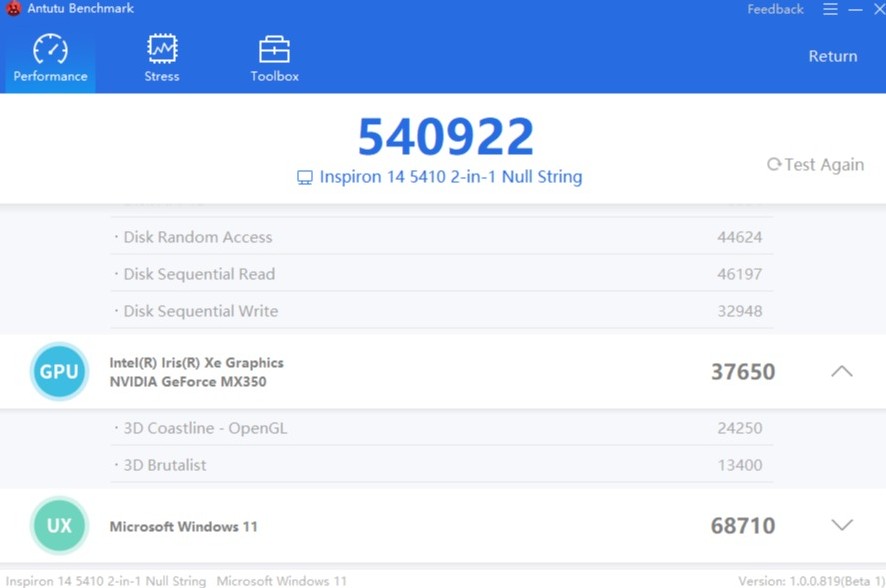 Antutu Benchmark
Feedback
Performance
Stress
Toolbox
Return
540922
Inspiron 14 5410 2-in-1 Null String
Test Again
· Disk Random Access 44624
· Disk Sequential Read 46197
· Disk Sequential Write 32948
GPU
Intel(R) Iris(R) Xe Graphics
NVIDIA GeForce MX350
37650
· 3D Coastline - OpenGL 24250
· 3D Brutalist 13400
UX
Microsoft Windows 11
68710
Inspiron 14 5410 2-in-1 Null String Microsoft Windows 11
Version: 1.0.0.819(Beta 1)